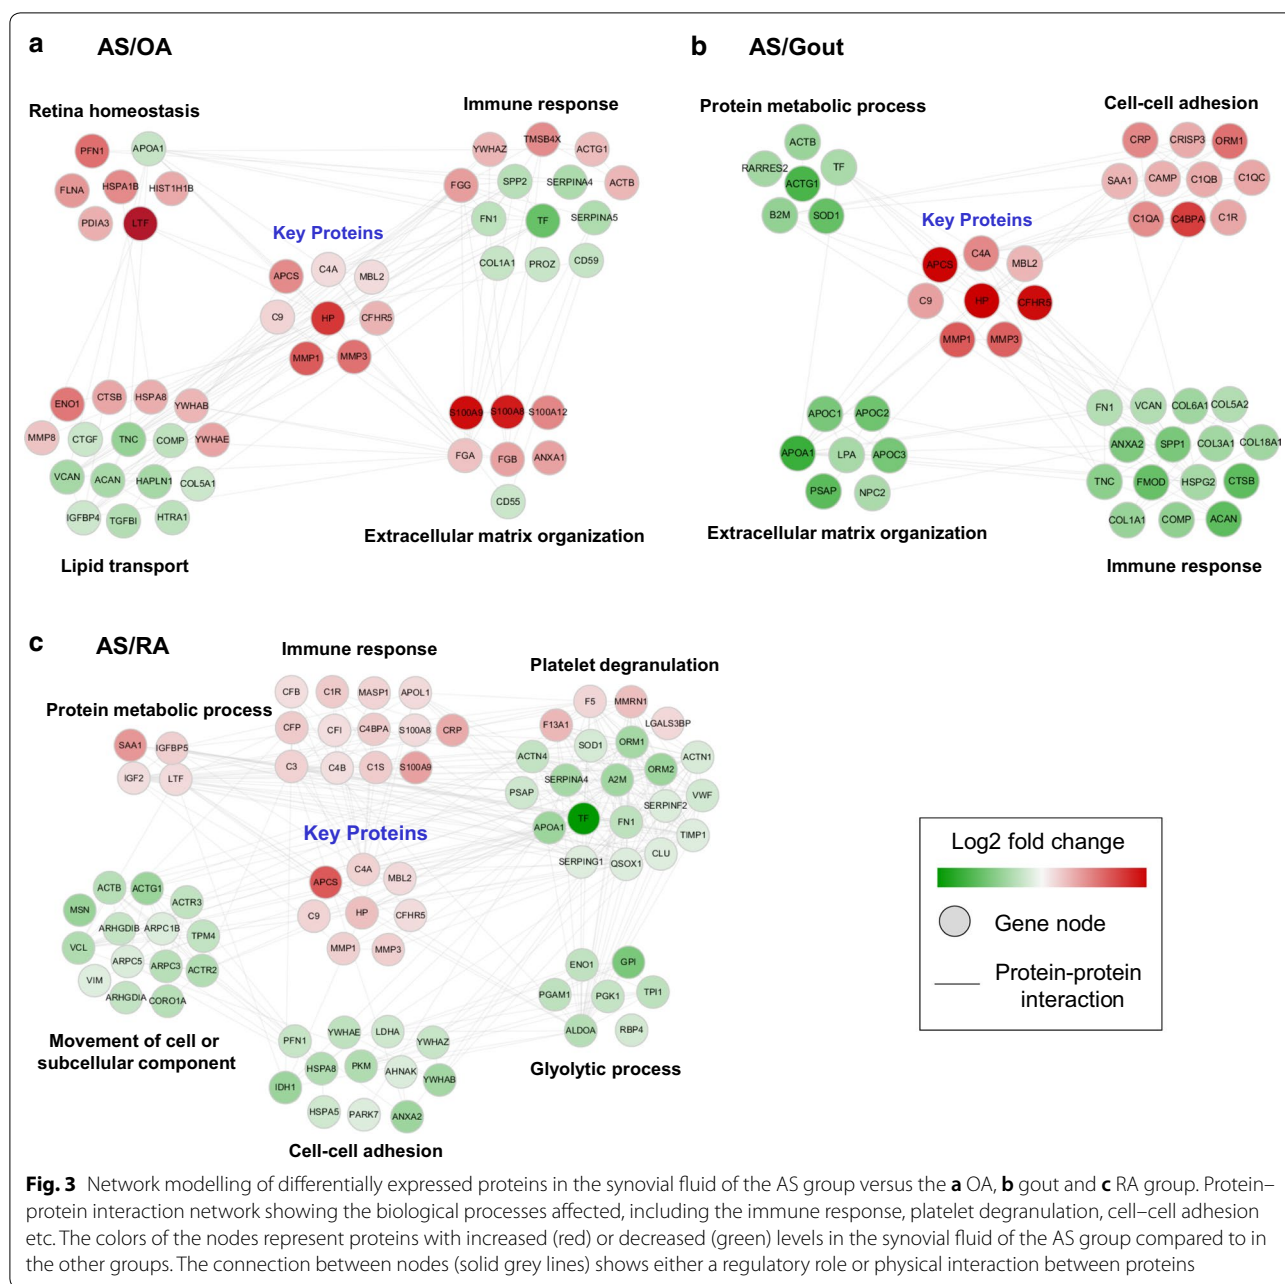 a AS/OA
Retina homeostasis
PFN1 APOA1
FLNA HSPA1B HIST1H1B
PDIA3 LTF
Immune response
YWHAZ TMSB4X ACTG1
FGG SPP2 SERPINA4 ACTB
FN1 TF SERPINA5
COL1A1 PROZ CD59
Key Proteins
APCS C4A MBL2
C9 HP CFHR5
MMP1 MMP3
ENO1 CTSB HSPA8 YWHAB
MMP8 CTGF TNC COMP YWHAE
VCAN ACAN HAPLN1 COL5A1
IGFBP4 TGFBI HTRA1
Lipid transport
S100A9 S100A8 S100A12
FGA FGB ANXA1
CD55
Extracellular matrix organization
b AS/Gout
Protein metabolic process
ACTB
RARRES2 TF
ACTG1
B2M SOD1
Cell-cell adhesion
CRP CRISP3 ORM1
SAA1 CAMP C1QB C1QC
C1QA C4BPA C1R
Key Proteins
APCS C4A MBL2
C9 HP CFHR5
MMP1 MMP3
APOC1 APOC2
APOA1 LPA APOC3
PSAP NPC2
Extracellular matrix organization
FN1 VCAN COL6A1 COL5A2
ANXA2 SPP1 COL3A1 COL18A1
TNC FMOD HSPG2 CTSB
COL1A1 COMP ACAN
Immune response
c AS/RA
Protein metabolic process
SAA1 IGFBP5
IGF2 LTF
Immune response
CFB C1R MASP1 APOL1
CFP CFI C4BPA S100A8 CRP
C3 C4B C1S S100A9
Platelet degranulation
F5 MMRN1
F13A1 LGALS3BP
ACTN4 SOD1 ORM1 ACTN1
SERPINA4 A2M ORM2
PSAP SERPINF2 VWF
APOA1 TF FN1 TIMP1
SERPING1 QSOX1 CLU
Key Proteins
APCS C4A MBL2
C9 HP CFHR5
MMP1 MMP3
ACTB ACTG1 ACTR3
MSN ARHGDIB ARPC1B TPM4
VCL ARPC5 ARPC3 ACTR2
VIM ARHGDIA CORO1A
Movement of cell or
subcellular component
PFN1 YWHAE LDHA YWHAZ
HSPA8 PKM AHNAK YWHAB
IDH1 HSPA5 PARK7 ANXA2
Cell-cell adhesion
ENO1 GPI
PGAM1 PGK1 TPI1
ALDOA RBP4
Glyolytic process
Log2 fold change
Gene node
Protein-protein
interaction
Fig. 3 Network modelling of differentially expressed proteins in the synovial fluid of the AS group versus the a OA, b gout and c RA group. Protein–
protein interaction network showing the biological processes affected, including the immune response, platelet degranulation, cell–cell adhesion
etc. The colors of the nodes represent proteins with increased (red) or decreased (green) levels in the synovial fluid of the AS group compared to in
the other groups. The connection between nodes (solid grey lines) shows either a regulatory role or physical interaction between proteins